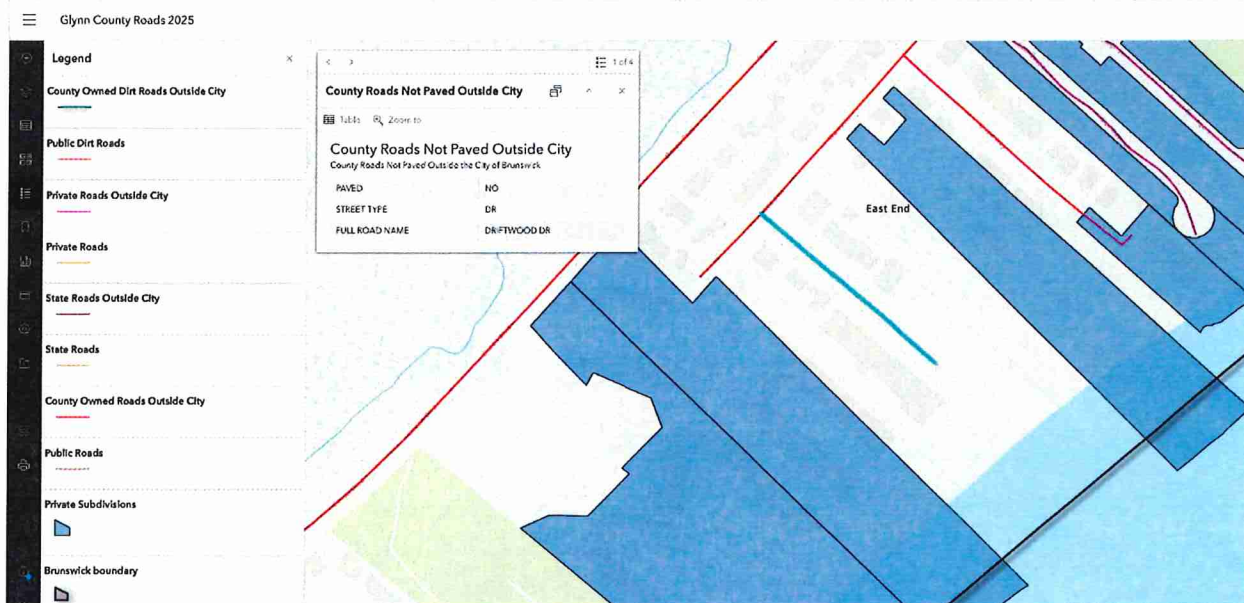 Glynn County Roads 2025
Legend
County Owned Dirt Roads Outside City
Public Dirt Roads
Private Roads Outside City
Private Roads
State Roads Outside City
State Roads
County Owned Roads Outside City
Public Roads
Private Subdivisions
Brunswick boundary
1 of 4
County Roads Not Paved Outside City
Table Zoom to
County Roads Not Paved Outside City
County Roads Not Paved Outside the City of Brunswick
PAVED NO
STREET TYPE DR
FULL ROAD NAME DRIFTWOOD DR
East End